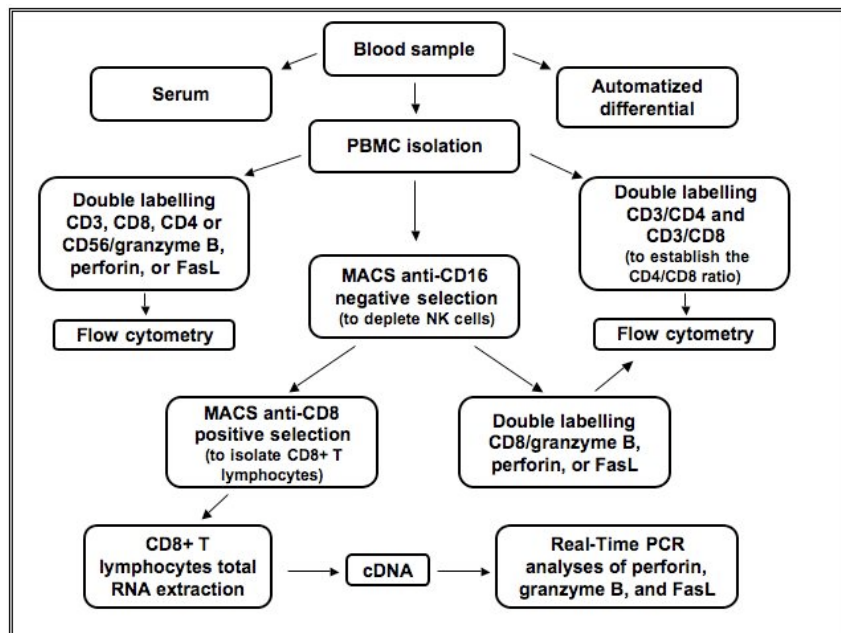 Blood sample
Serum
Automatized
differential
PBMC isolation
Double labelling
CD3, CD8, CD4 or
CD56/granzyme B,
perforin, or FasL
Double labelling
CD3/CD4 and
CD3/CD8
(to establish the
CD4/CD8 ratio)
MACS anti-CD16
negative selection
(to deplete NK cells)
Flow cytometry
Flow cytometry
MACS anti-CD8
positive selection
(to isolate CD8+ T
lymphocytes)
Double labelling
CD8/granzyme B,
perforin, or FasL
CD8+ T
lymphocytes total
RNA extraction
cDNA
Real-Time PCR
analyses of perforin,
granzyme B, and FasL